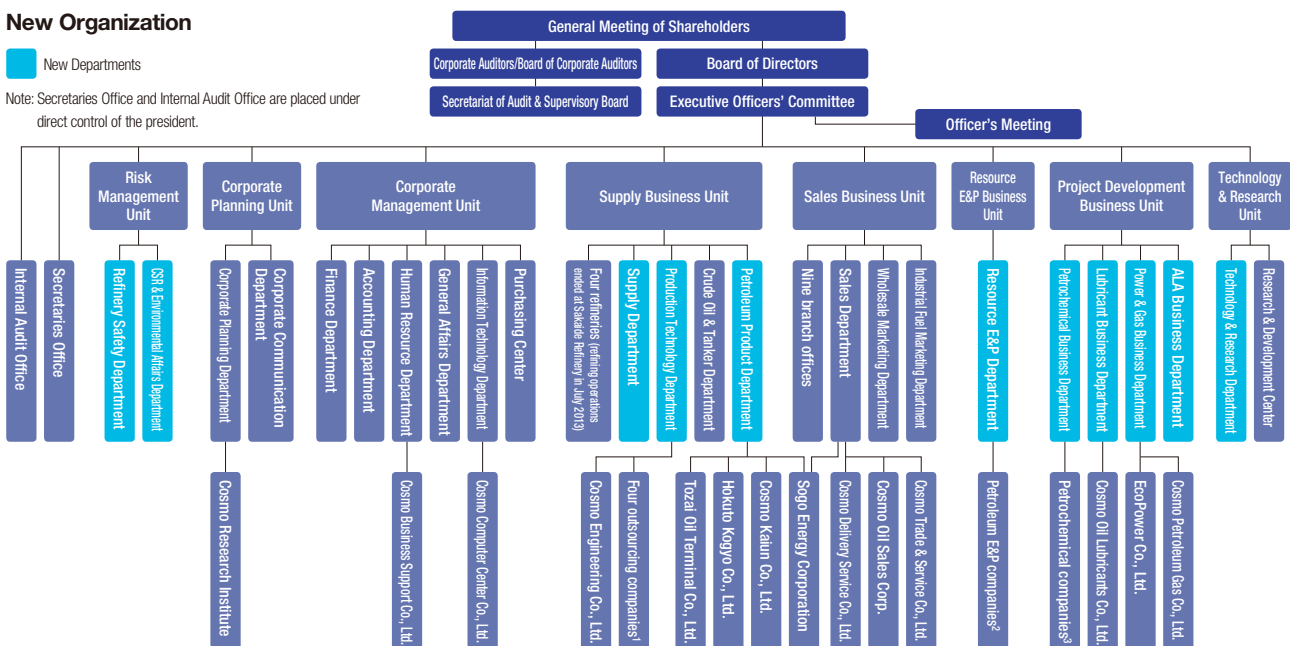 New Organization
New Departments
Note: Secretaries Office and Internal Audit Office are placed under
direct control of the president.
General Meeting of Shareholders
Corporate Auditors/Board of Corporate Auditors
Board of Directors
Secretariat of Audit & Supervisory Board
Executive Officers' Committee
Officer's Meeting
Risk
Management
Unit
Corporate
Planning Unit
Corporate
Management Unit
Supply Business Unit
Sales Business Unit
Resource
E&P Business
Unit
Project Development
Business Unit
Technology
& Research
Unit
Internal Audit Office
Secretaries Office
Refinery Safety Department
CSR & Environmental Affairs Department
Corporate Planning Department
Corporate Communication
Department
Finance Department
Accounting Department
Human Resource Department
General Affairs Department
Information Technology Department
Purchasing Center
Four refineries (refining operations
ended at Sakaide Refinery in July 2013)
Supply Department
Production Technology Department
Crude Oil & Tanker Department
Petroleum Product Department
Nine branch offices
Sales Department
Wholesale Marketing Department
Industrial Fuel Marketing Department
Resource E&P Department
Petrochemical Business Department
Lubricant Business Department
Power & Gas Business Department
ALA Business Department
Technology & Research Department
Research & Development Center
Cosmo Research Institute
Cosmo Business Support Co., Ltd.
Cosmo Computer Center Co., Ltd.
Cosmo Engineering Co., Ltd.
Four outsourcing companies¹
Tozai Oil Terminal Co., Ltd.
Hokuto Kogyo Co., Ltd.
Cosmo Kaiun Co., Ltd.
Sogo Energy Corporation
Cosmo Delivery Service Co., Ltd.
Cosmo Oil Sales Corp.
Cosmo Trade & Service Co., Ltd.
Petroleum E&P companies²
Petrochemical companies³
Cosmo Oil Lubricants Co., Ltd.
EcoPower Co., Ltd.
Cosmo Petroleum Gas Co., Ltd.